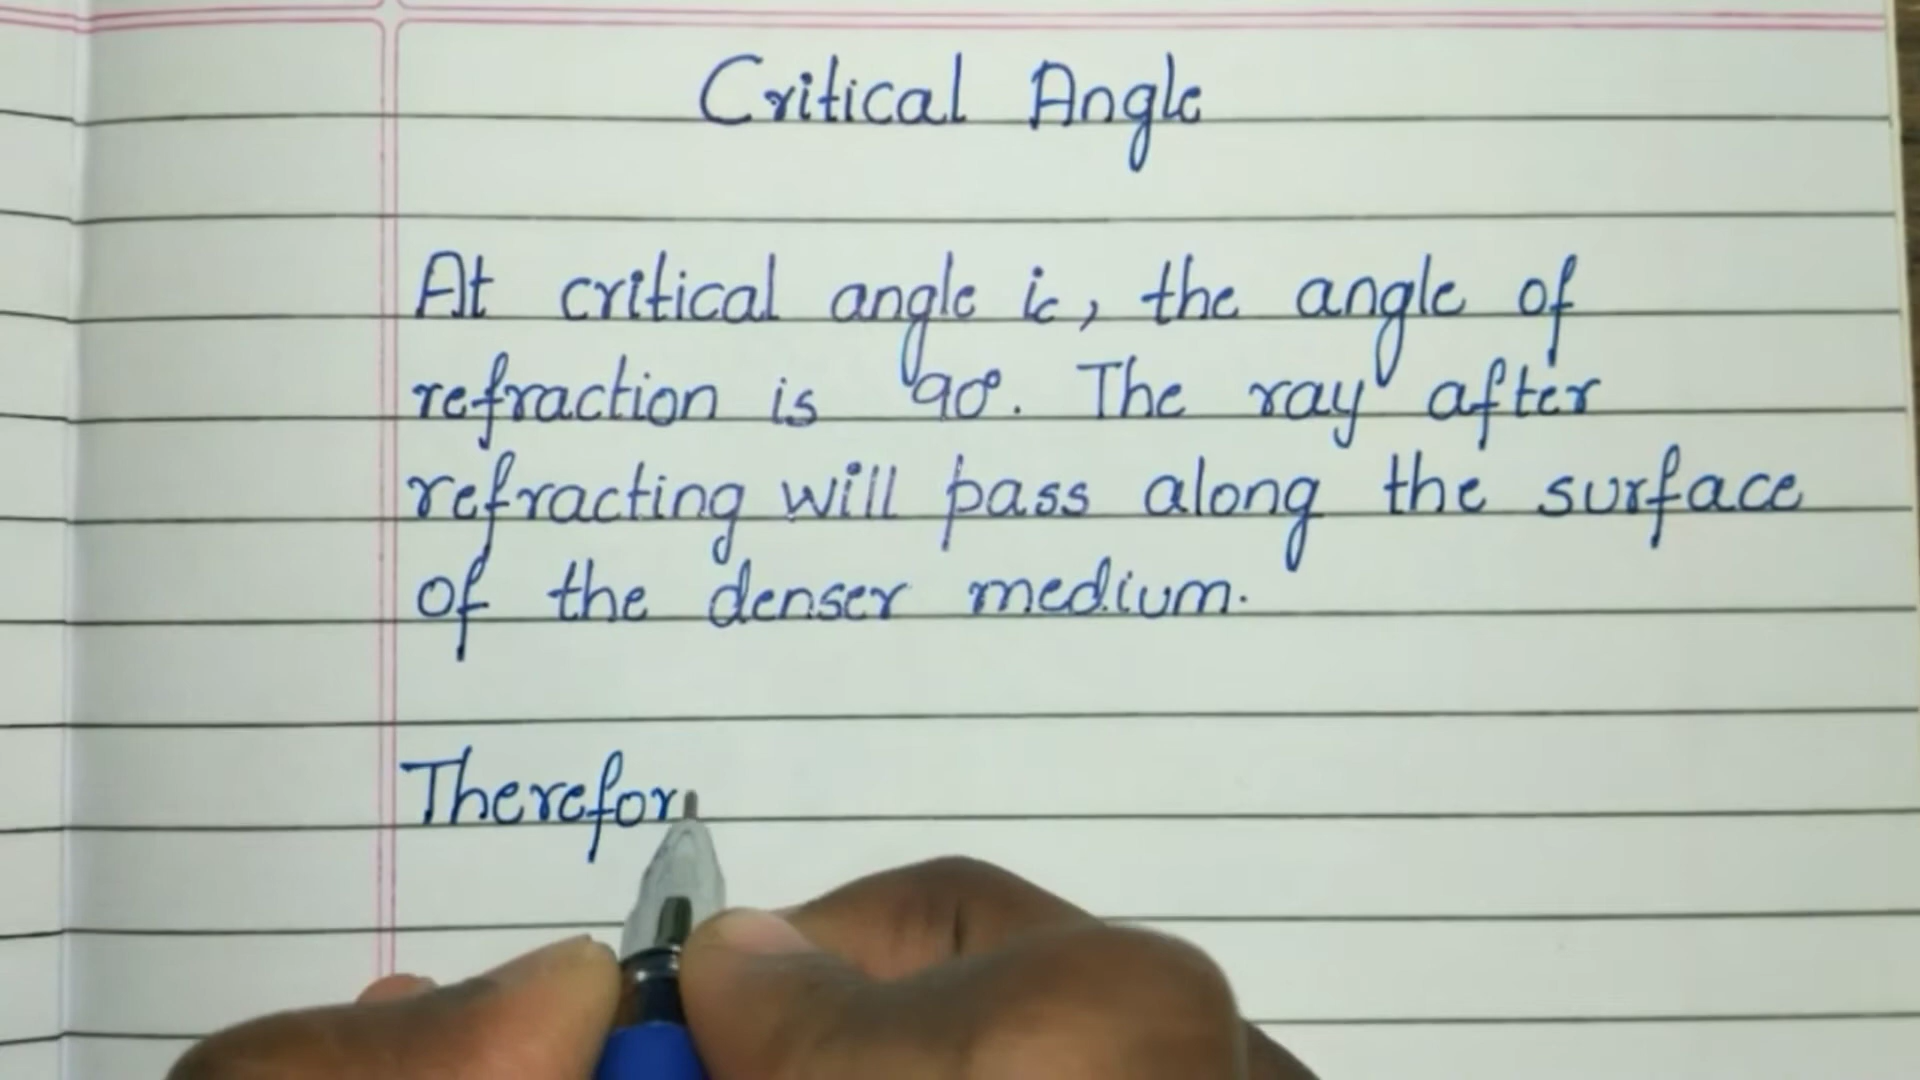 Critical Angle
At critical angle ic, the angle of
refraction is 90°. The ray after
refracting will pass along the surface
of the denser medium.
Therefor